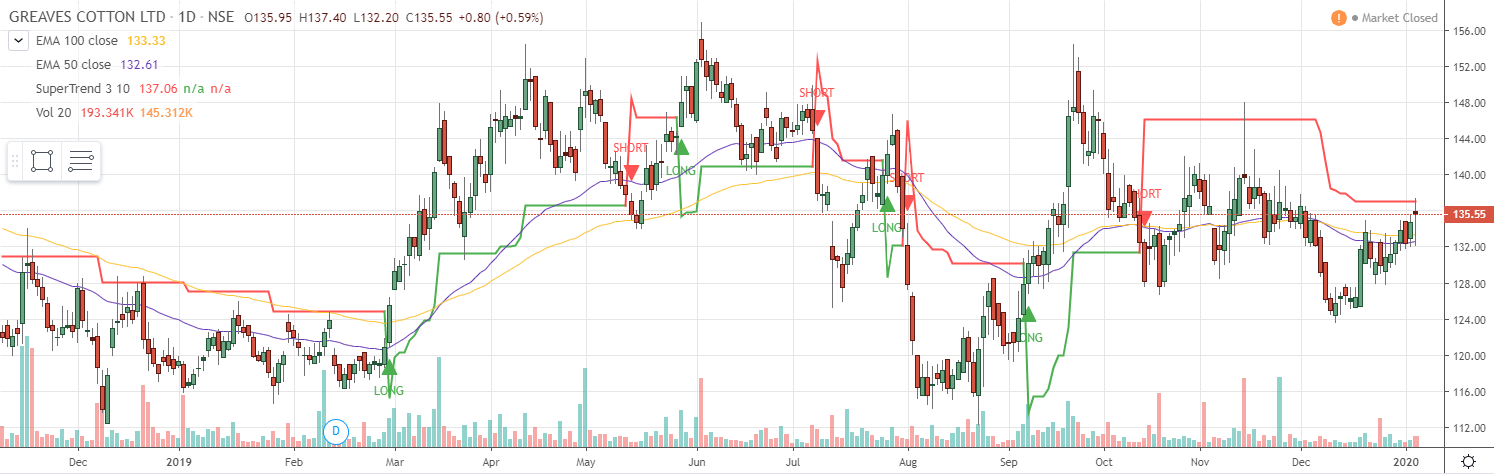 GREAVES COTTON LTD · 1D · NSE O135.95 H137.40 L132.20 C135.55 +0.80 (+0.59%)
! Market Closed
EMA 100 close 133.33
EMA 50 close 132.61
SuperTrend 3 10 137.06 n/a n/a
Vol 20 193.341K 145.312K
156.00
152.00
148.00
144.00
140.00
135.55
132.00
128.00
124.00
120.00
116.00
112.00
LONG
SHORT
LONG
SHORT
LONG
SHORT
LONG
SHORT
D
Dec 2019 Feb Mar Apr May Jun Jul Aug Sep Oct Nov Dec 2020